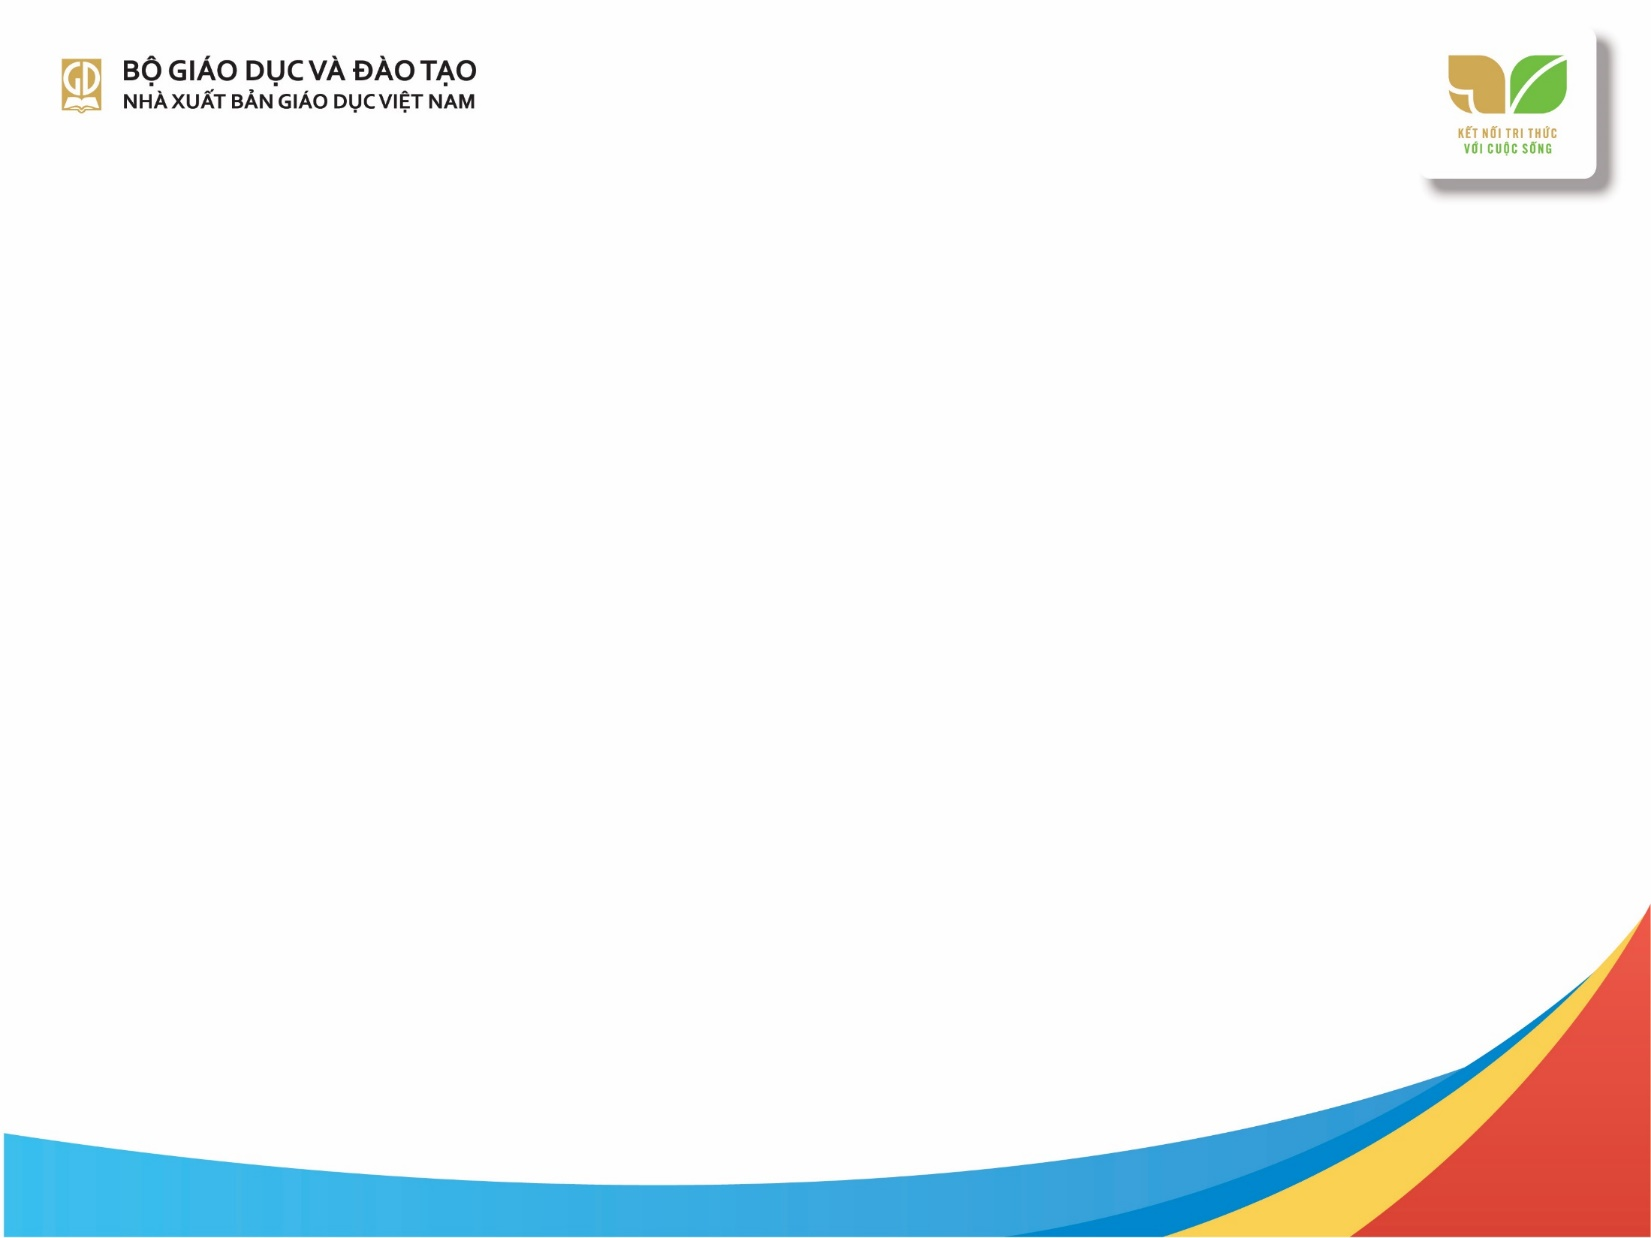 BỘ GIÁO DỤC VÀ ĐÀO TẠO
NHÀ XUẤT BẢN GIÁO DỤC VIỆT NAM
KẾT NỐI TRI THỨC
VỚI CUỘC SỐNG